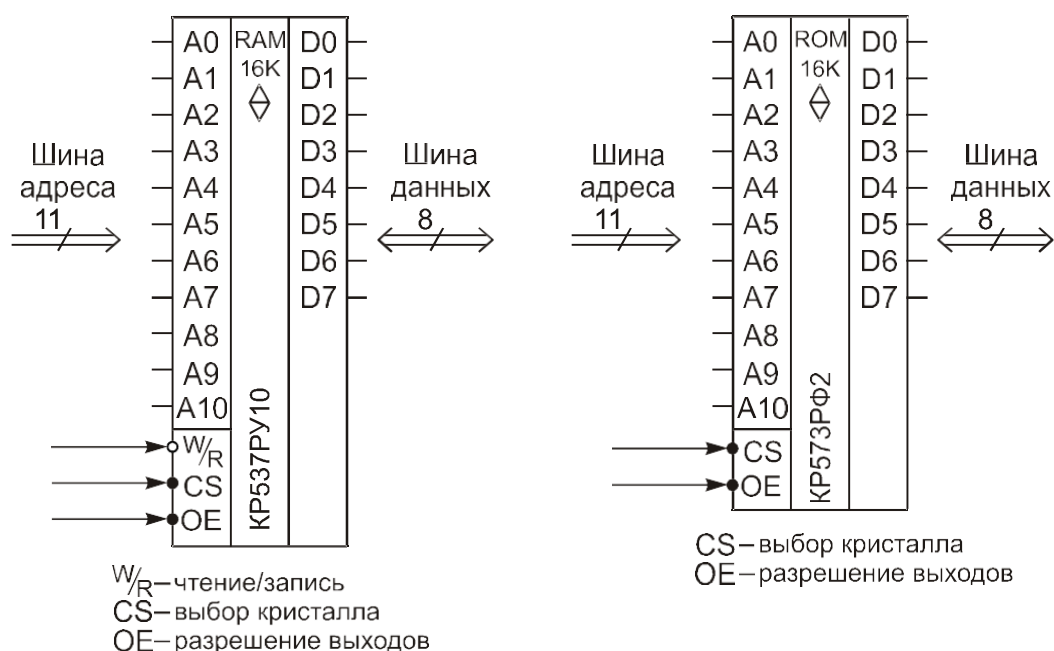 A0 RAM D0
A1 16K D1
A2 D2
A3 D3
A4 D4
A5 D5
A6 D6
A7 D7
A8
A9
A10
W/R
CS
OE
КР537РУ10
Шина
адреса
11
Шина
данных
8
W/R – чтение/запись
CS – выбор кристалла
OE – разрешение выходов
A0 ROM D0
A1 16K D1
A2 D2
A3 D3
A4 D4
A5 D5
A6 D6
A7 D7
A8
A9
A10
CS
OE
КР573РФ2
Шина
адреса
11
Шина
данных
8
CS – выбор кристалла
OE – разрешение выходов